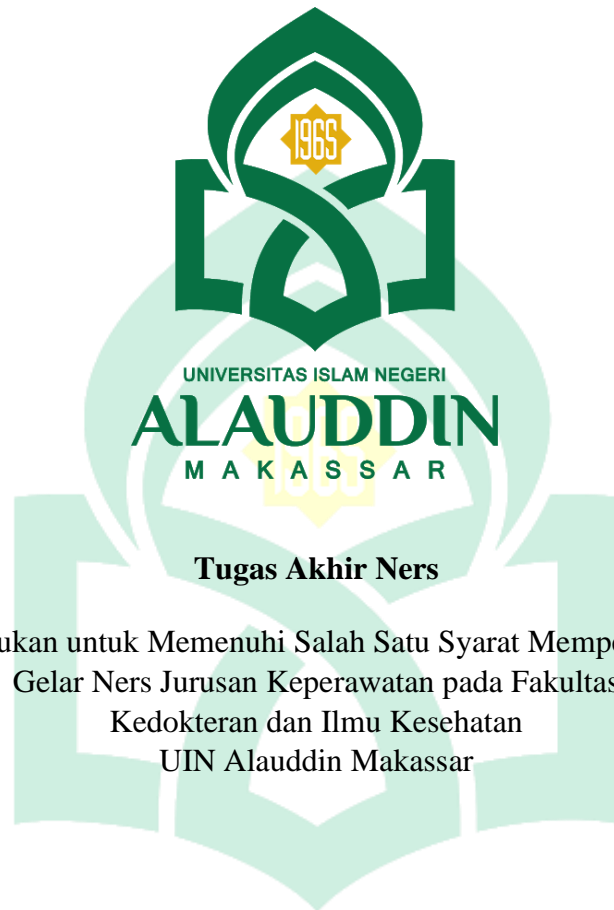 1965
UNIVERSITAS ISLAM NEGERI
ALAUDDIN
MAKASSAR
Tugas Akhir Ners
untuk Memenuhi Salah Satu Syarat
Gelar Ners Jurusan Keperawatan pada Fakultas
Kedokteran dan Ilmu Kesehatan
UIN Alauddin Makassar